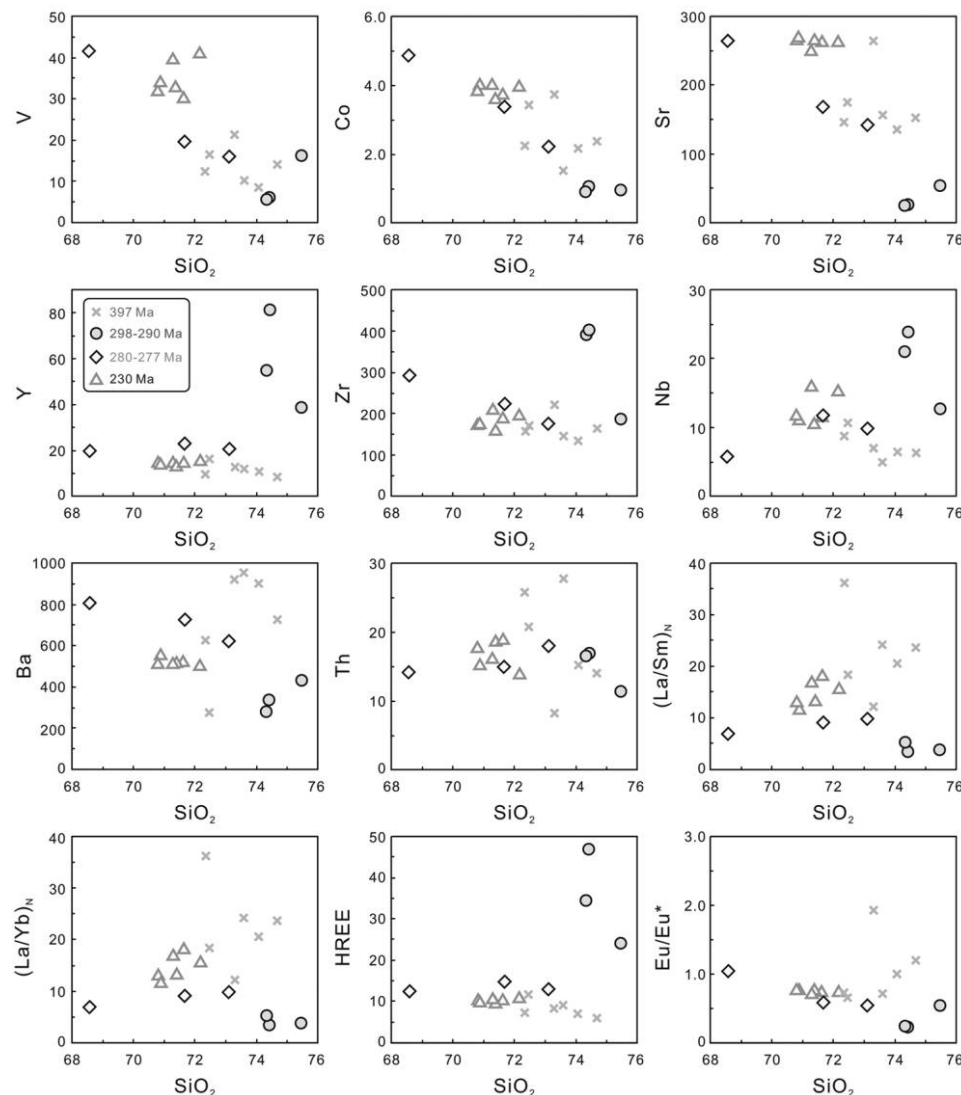 50
40
30
20
10
0
V
68 70 72 74 76
SiO₂
6.0
4.0
2.0
0.0
Co
68 70 72 74 76
SiO₂
300
200
100
0
Sr
68 70 72 74 76
SiO₂
80
60
40
20
0
Y
397 Ma
298-290 Ma
280-277 Ma
230 Ma
68 70 72 74 76
SiO₂
500
400
300
200
100
0
Zr
68 70 72 74 76
SiO₂
30
20
10
0
Nb
68 70 72 74 76
SiO₂
1000
800
600
400
200
0
Ba
68 70 72 74 76
SiO₂
30
20
10
0
Th
68 70 72 74 76
SiO₂
40
30
20
10
0
(La/Sm)N
68 70 72 74 76
SiO₂
40
30
20
10
0
(La/Yb)N
68 70 72 74 76
SiO₂
50
40
30
20
10
0
HREE
68 70 72 74 76
SiO₂
3.0
2.0
1.0
0.0
Eu/Eu*
68 70 72 74 76
SiO₂